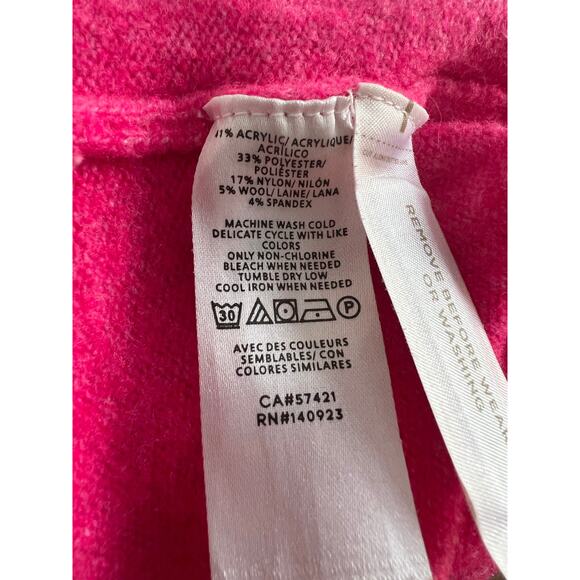 41% ACRYLIC/ ACRYLIQUE/
ACRÍLICO
33% POLYESTER/
POLIÉSTER
17% NYLON/ NILÓN
5% WOOL/ LAINE/ LANA
4% SPANDEX
MACHINE WASH COLD
DELICATE CYCLE WITH LIKE
COLORS
ONLY NON-CHLORINE
BLEACH WHEN NEEDED
TUMBLE DRY LOW
COOL IRON WHEN NEEDED
30 P
AVEC DES COULEURS
SEMBLABLES/ CON
COLORES SIMILARES
CA#57421
RN#140923
REMOVE BEFORE WEAR
OR WASHING